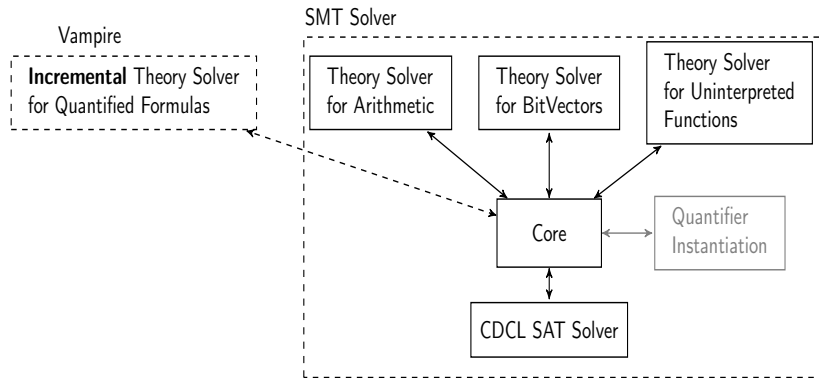 SMT Solver
Vampire
Incremental Theory Solver
for Quantified Formulas
Theory Solver
for Arithmetic
Theory Solver
for BitVectors
Theory Solver
for Uninterpreted
Functions
Core
Quantifier
Instantiation
CDCL SAT Solver